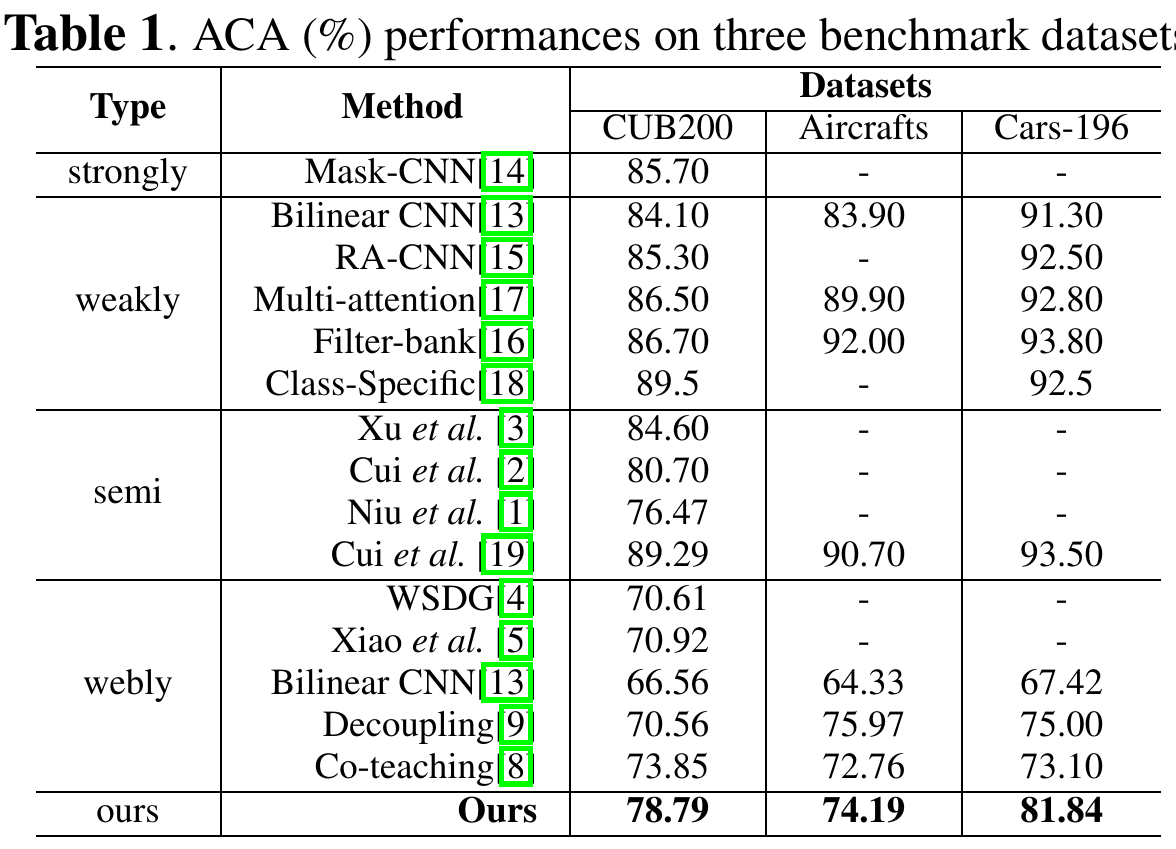 Table 1. ACA (%) performances on three benchmark datasets
Type Method Datasets
CUB200 Aircrafts Cars-196
strongly Mask-CNN[14] 85.70 - -
Bilinear CNN[13] 84.10 83.90 91.30
RA-CNN[15] 85.30 - 92.50
weakly Multi-attention[17] 86.50 89.90 92.80
Filter-bank[16] 86.70 92.00 93.80
Class-Specific[18] 89.5 - 92.5
Xu et al. [3] 84.60 - -
Cui et al. [2] 80.70 - -
semi
Niu et al. [1] 76.47 - -
Cui et al. [19] 89.29 90.70 93.50
WSDG[4] 70.61 - -
Xiao et al. [5] 70.92 - -
webly Bilinear CNN[13] 66.56 64.33 67.42
Decoupling[9] 70.56 75.97 75.00
Co-teaching[8] 73.85 72.76 73.10
ours Ours 78.79 74.19 81.84